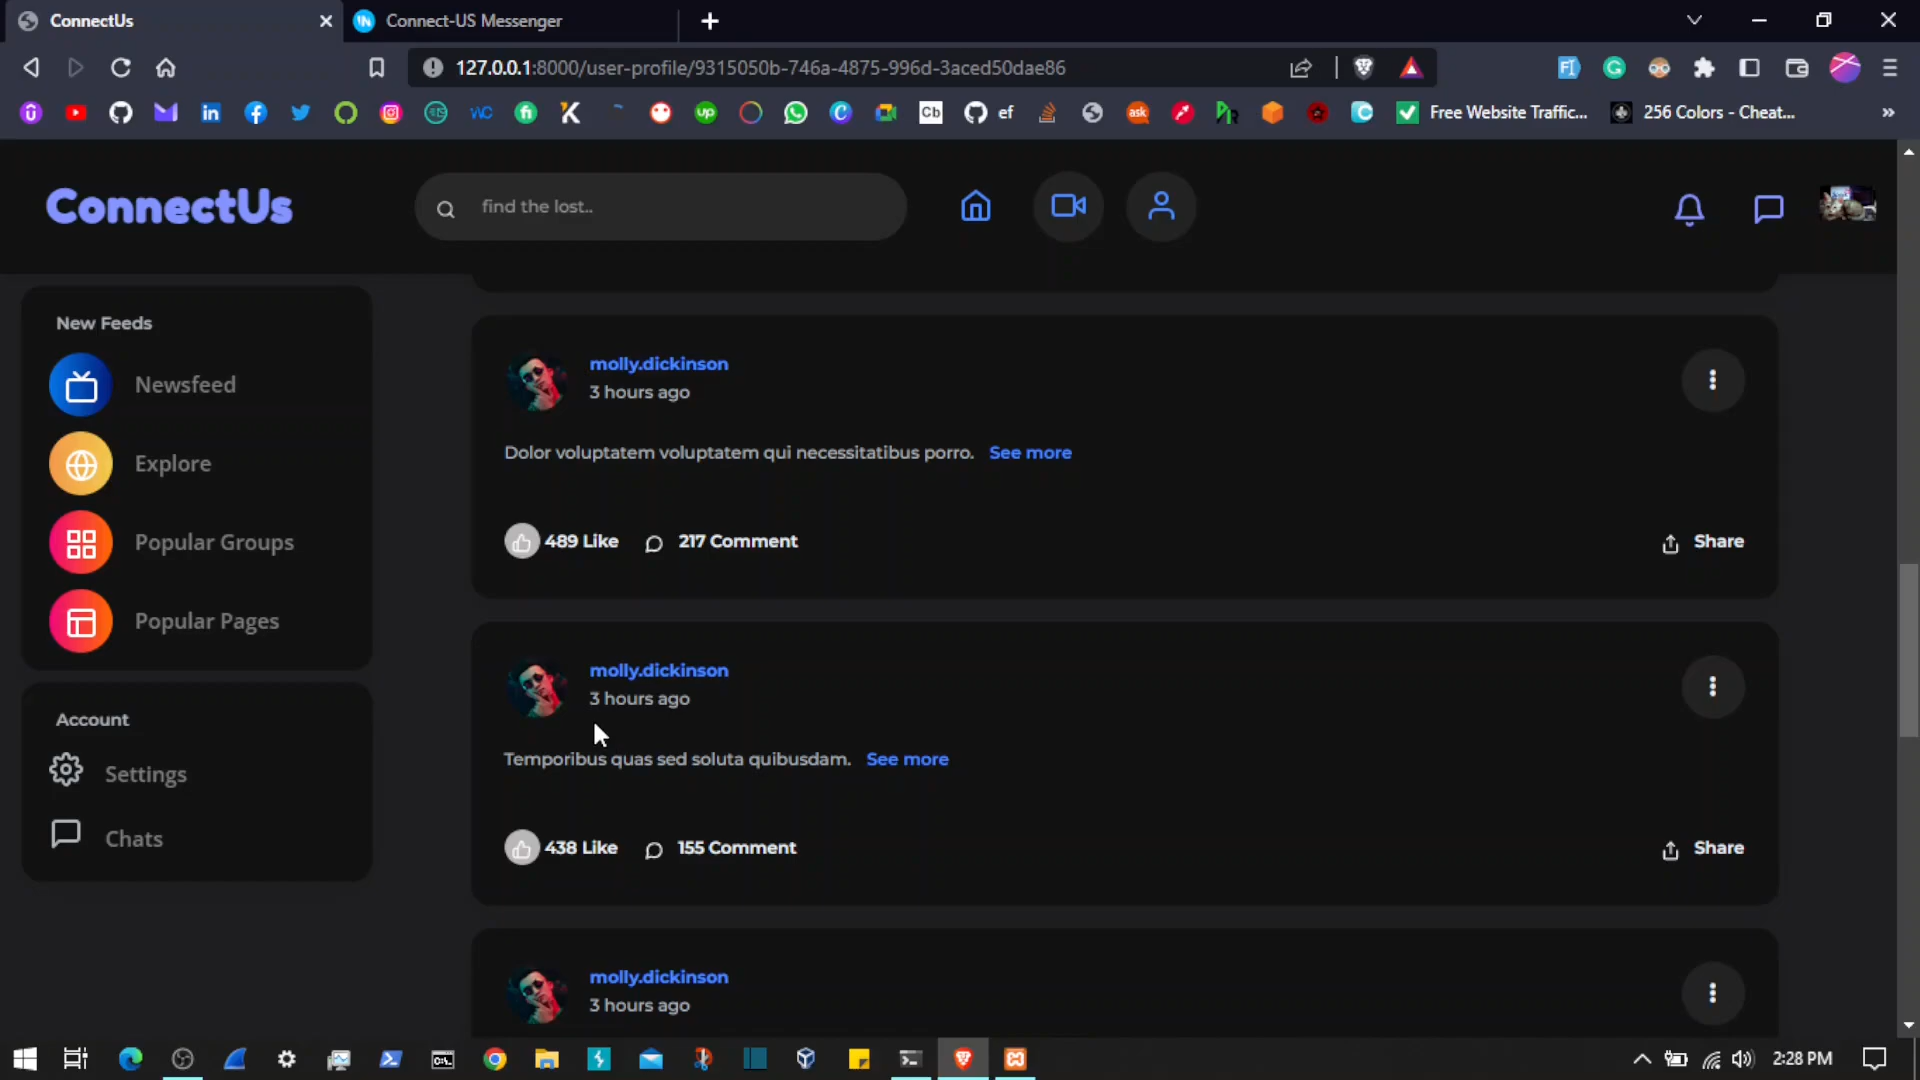 ConnectUs
Connect-US Messenger
127.0.0.1:8000/user-profile/9315050b-746a-4875-996d-3aced50dae86
ef
Free Website Traffic...
256 Colors - Cheat...
ConnectUs
find the lost..
New Feeds
Newsfeed
Explore
Popular Groups
Popular Pages
Account
Settings
Chats
molly.dickinson
3 hours ago
Dolor voluptatem voluptatem qui necessitatibus porro. See more
489 Like 217 Comment Share
molly.dickinson
3 hours ago
Temporibus quas sed soluta quibusdam. See more
438 Like 155 Comment Share
molly.dickinson
3 hours ago
2:28 PM